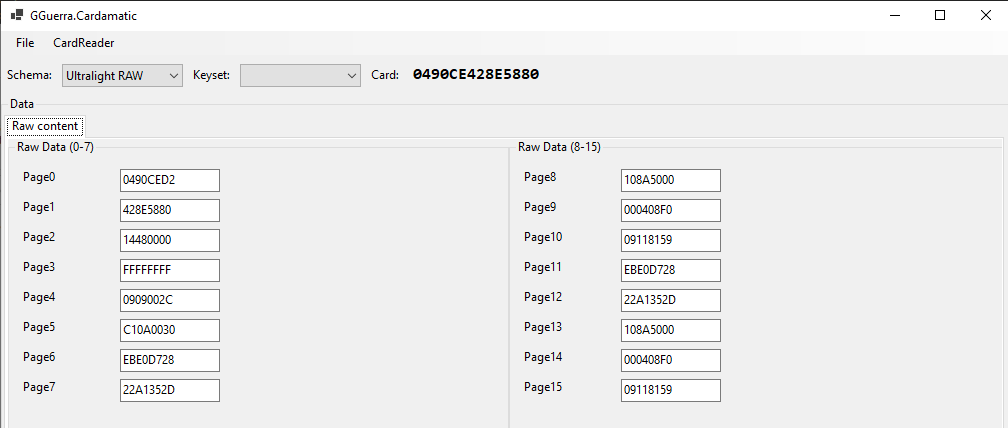 GGuerra.Cardamatic
File CardReader
Schema: Ultralight RAW Keyset: Card: 0490CE428E5880
Data
Raw content
Raw Data (0-7)
Page0 0490CED2
Page1 428E5880
Page2 14480000
Page3 FFFFFFFF
Page4 0909002C
Page5 C10A0030
Page6 EBE0D728
Page7 22A1352D
Raw Data (8-15)
Page8 108A5000
Page9 000408F0
Page10 09118159
Page11 EBE0D728
Page12 22A1352D
Page13 108A5000
Page14 000408F0
Page15 09118159